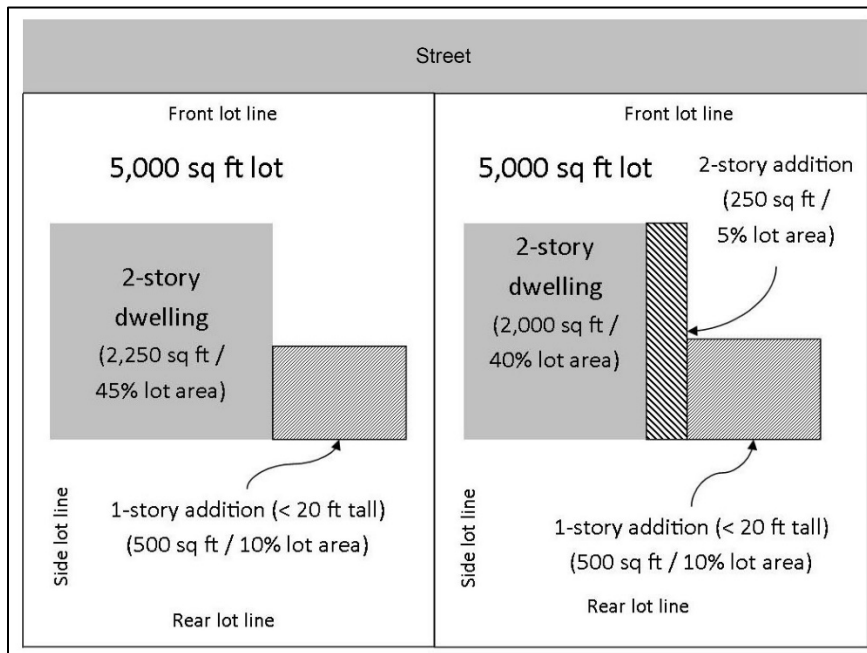 Street
Front lot line
5,000 sq ft lot
2-story
dwelling
(2,250 sq ft /
45% lot area)
Side lot line
1-story addition (< 20 ft tall)
(500 sq ft / 10% lot area)
Rear lot line
Front lot line
5,000 sq ft lot
2-story addition
(250 sq ft /
5% lot area)
2-story
dwelling
(2,000 sq ft /
40% lot area)
Side lot line
1-story addition (< 20 ft tall)
(500 sq ft / 10% lot area)
Rear lot line